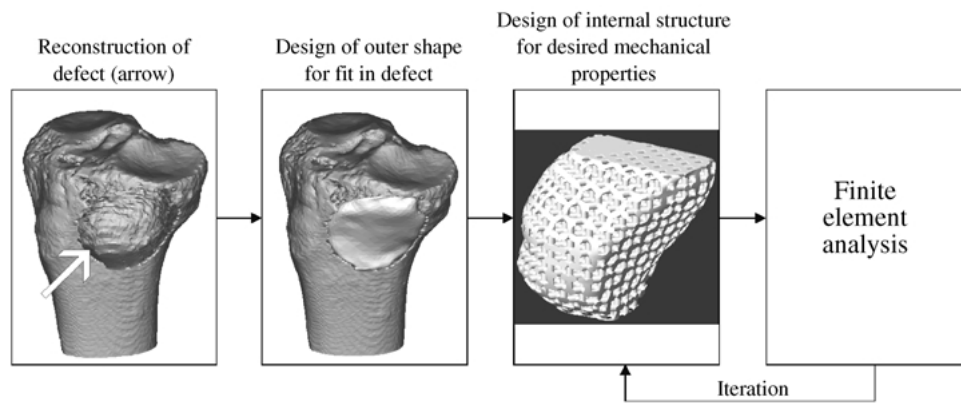 Reconstruction of
defect (arrow)
Design of outer shape
for fit in defect
Design of internal structure
for desired mechanical
properties
Finite
element
analysis
Iteration